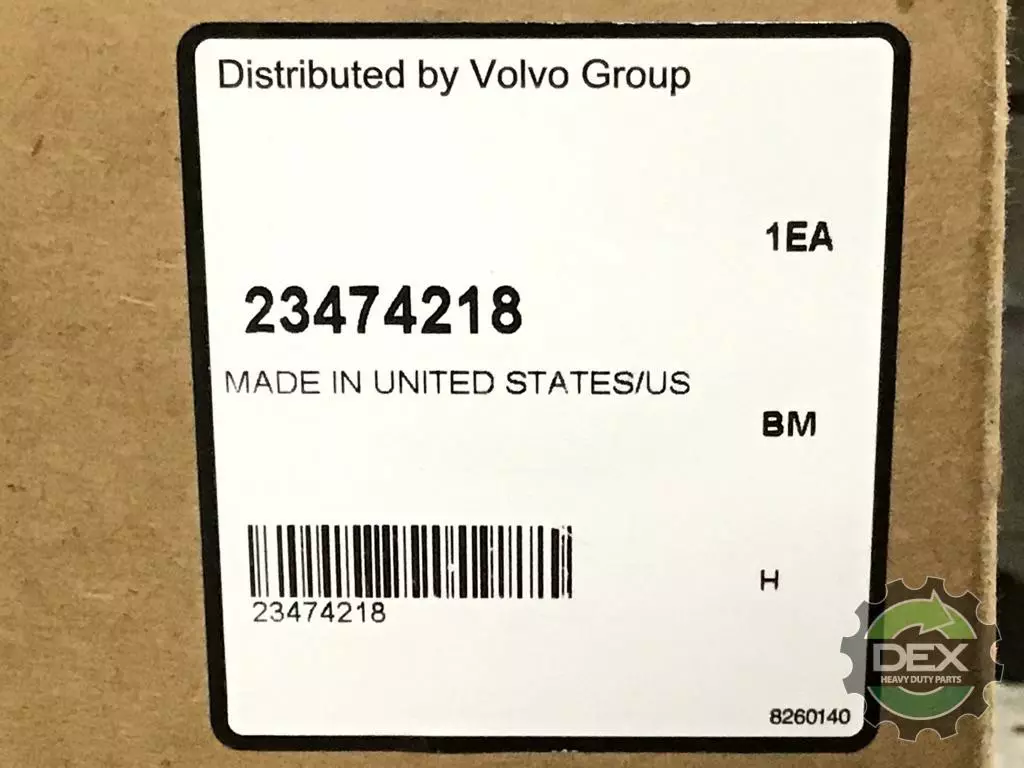 Distributed by Volvo Group
1EA
23474218
MADE IN UNITED STATES/US
BM
23474218
H
8260140
DEX
HEAVY DUTY PARTS